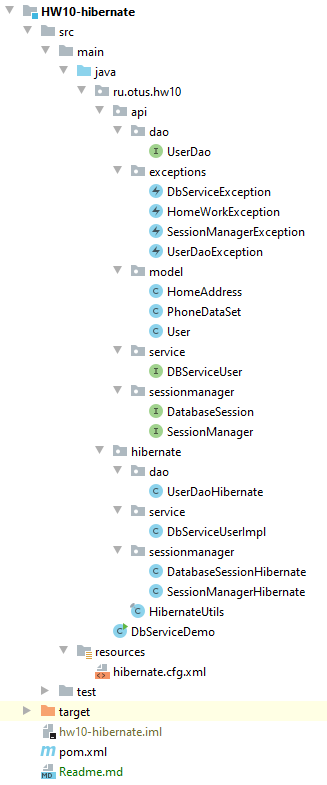 HW10-hibernate
src
main
java
ru.otus.hw10
api
dao
UserDao
exceptions
DbServiceException
HomeWorkException
SessionManagerException
UserDaoException
model
HomeAddress
PhoneDataSet
User
service
DBServiceUser
sessionmanager
DatabaseSession
SessionManager
hibernate
dao
UserDaoHibernate
service
DbServiceUserImpl
sessionmanager
DatabaseSessionHibernate
SessionManagerHibernate
HibernateUtils
DbServiceDemo
resources
hibernate.cfg.xml
test
target
hw10-hibernate.iml
pom.xml
Readme.md